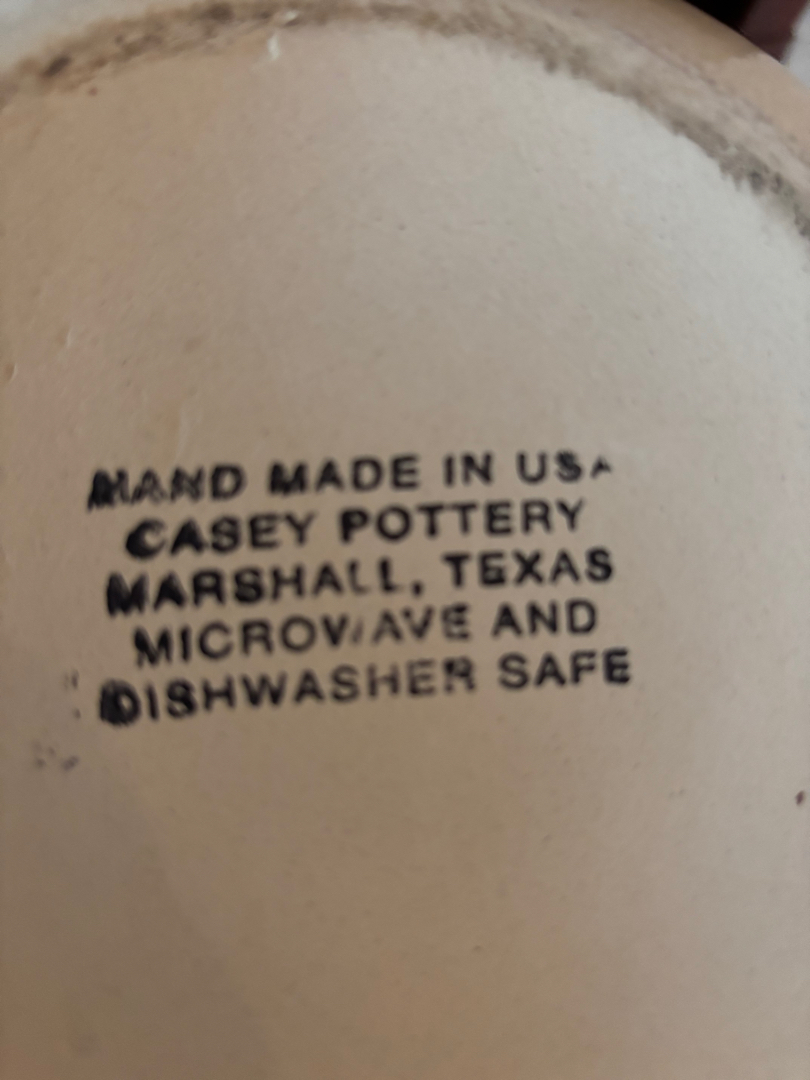 HAND MADE IN USA
CASEY POTTERY
MARSHALL, TEXAS
MICROWAVE AND
DISHWASHER SAFE